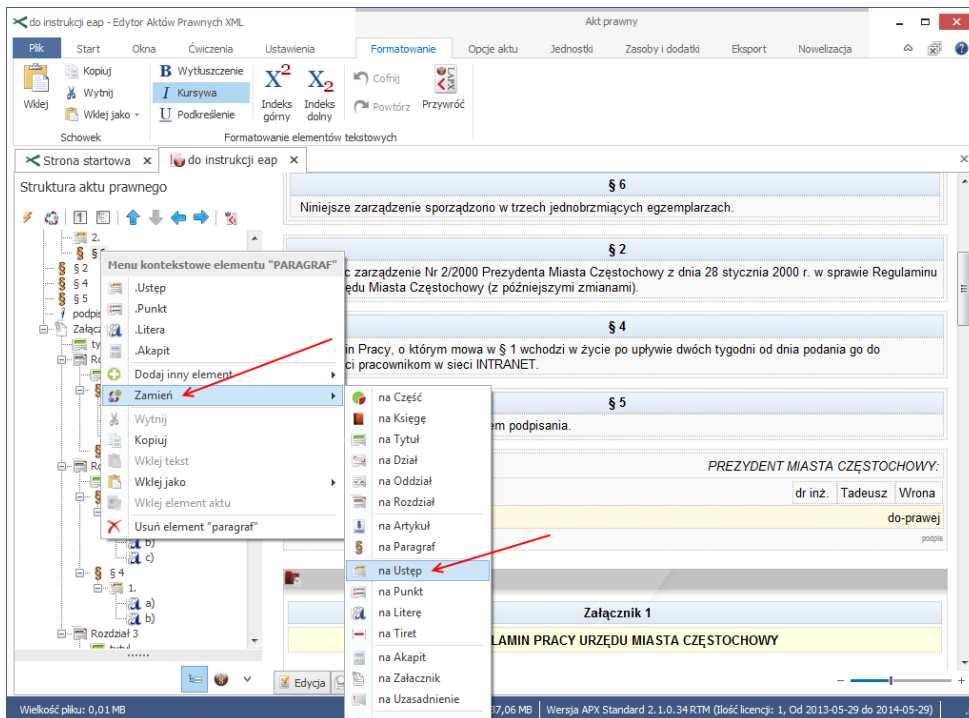 do instrukcji eap - Edytor Aktów Prawnych XML
Akt prawny
Plik Start Okna Ćwiczenia Ustawienia Formatowanie Opcje aktu Jednostki Zasoby i dodatki Eksport Nowelizacja
Wklej
Kopiuj
Wytnij
Wklej jako
B Wytłuszczenie
I Kursywa
U Podkreślenie
X2 Indeks górny
X2 Indeks dolny
Cofnij
Powtórz
LAPX
Przywróć
Schowek
Formatowanie elementów tekstowych
Strona startowa x
do instrukcji eap x
Struktura aktu prawnego
2.
§ 2
§ 4
§ 5
podpis
Załącz
ty
Ro
Ro
b)
c)
§ 4
1.
a)
b)
Rozdział 3
Menu kontekstowe elementu "PARAGRAF"
.Ustęp
.Punkt
.Litera
.Akapit
Dodaj inny element
Zamień
Wytnij
Kopiuj
Wklej tekst
Wklej jako
Wklej element aktu
Usuń element "paragraf"
na Część
na Księgę
na Tytuł
na Dział
na Oddział
na Rozdział
na Artykuł
na Paragraf
na Ustęp
na Punkt
na Literę
na Tiret
na Akapit
na Załacznik
na Uzasadnienie
§ 6
Niniejsze zarządzenie sporządzono w trzech jednobrzmiących egzemplarzach.
§ 2
c zarządzenie Nr 2/2000 Prezydenta Miasta Częstochowy z dnia 28 stycznia 2000 r. w sprawie Regulaminu
ędu Miasta Częstochowy (z późniejszymi zmianami).
§ 4
in Pracy, o którym mowa w § 1 wchodzi w życie po upływie dwóch tygodni od dnia podania go do
ci pracownikom w sieci INTRANET.
§ 5
em podpisania.
PREZYDENT MIASTA CZĘSTOCHOWY:
dr inż. Tadeusz Wrona
do-prawej
podpis
Załącznik 1
LAMIN PRACY URZĘDU MIASTA CZĘSTOCHOWY
Edycja
Wielkość pliku: 0,01 MB
37,06 MB
Wersja APX Standard 2.1.0.34 RTM (Ilość licencji: 1, Od 2013-05-29 do 2014-05-29)